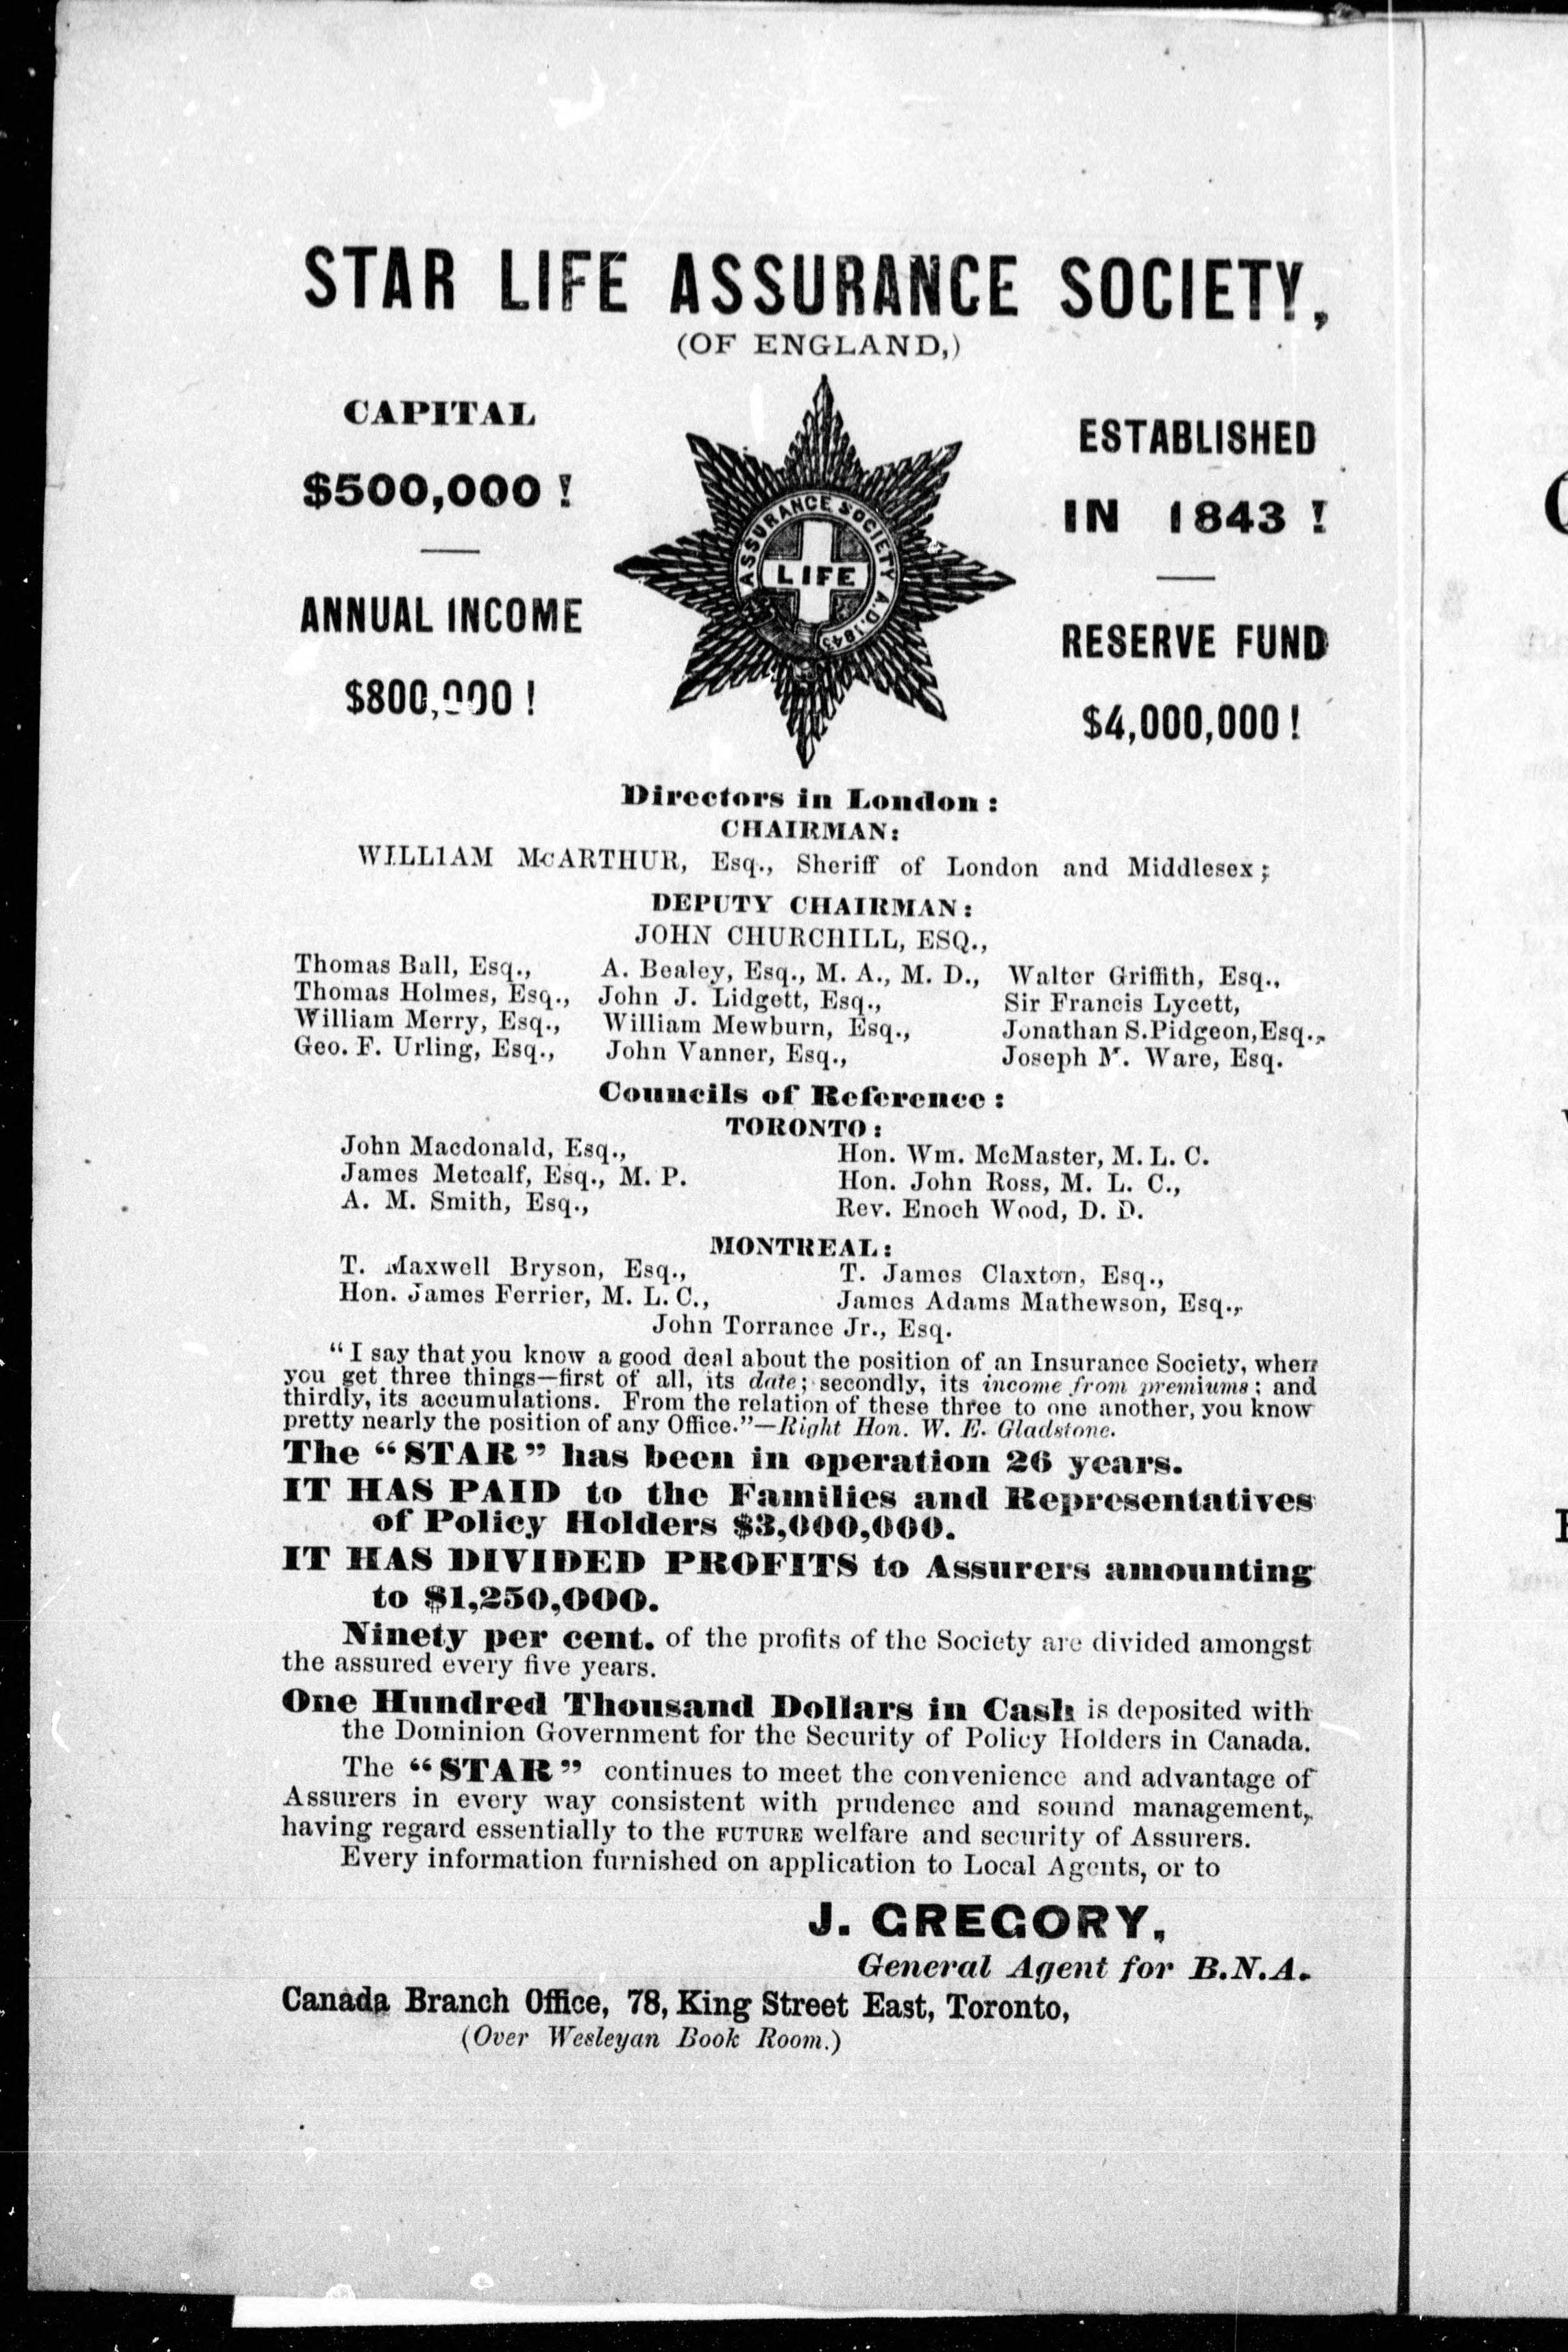 STAR LIFE ASSURANCE SOCIETY,
(OF ENGLAND,)
CAPITAL
$500,000 !
ANNUAL INCOME
$800,000 !
ASSURANCE SOCIETY A.D. 1843
LIFE
ESTABLISHED
IN 1843 !
RESERVE FUND
$4,000,000 !
Directors in London :
CHAIRMAN:
WILLIAM McARTHUR, Esq., Sheriff of London and Middlesex ;
DEPUTY CHAIRMAN:
JOHN CHURCHILL, ESQ.,
Thomas Ball, Esq., A. Bealey, Esq., M. A., M. D., Walter Griffith, Esq.,
Thomas Holmes, Esq., John J. Lidgett, Esq., Sir Francis Lycett,
William Merry, Esq., William Mewburn, Esq., Jonathan S. Pidgeon, Esq.,
Geo. F. Urling, Esq., John Vanner, Esq., Joseph Ware, Esq.
Councils of Reference :
TORONTO :
John Macdonald, Esq., Hon. Wm. McMaster, M. L. C.
James Metcalf, Esq., M. P. Hon. John Ross, M. L. C.,
A. M. Smith, Esq., Rev. Enoch Wood, D. D.
MONTREAL :
T. Maxwell Bryson, Esq., T. James Claxton, Esq.,
Hon. James Ferrier, M. L. C., James Adams Mathewson, Esq.,
John Torrance Jr., Esq.
“I say that you know a good deal about the position of an Insurance Society, when
you get three things—first of all, its date; secondly, its income from premiums; and
thirdly, its accumulations. From the relation of these three to one another, you know
pretty nearly the position of any Office.”—Right Hon. W. E. Gladstone.
The “STAR” has been in operation 26 years.
IT HAS PAID to the Families and Representatives
of Policy Holders $3,000,000.
IT HAS DIVIDED PROFITS to Assurers amounting
to $1,250,000.
Ninety per cent. of the profits of the Society are divided amongst
the assured every five years.
One Hundred Thousand Dollars in Cash is deposited with
the Dominion Government for the Security of Policy Holders in Canada.
The “STAR” continues to meet the convenience and advantage of
Assurers in every way consistent with prudence and sound management,
having regard essentially to the FUTURE welfare and security of Assurers.
Every information furnished on application to Local Agents, or to
J. GREGORY,
General Agent for B.N.A.
Canada Branch Office, 78, King Street East, Toronto,
(Over Wesleyan Book Room.)